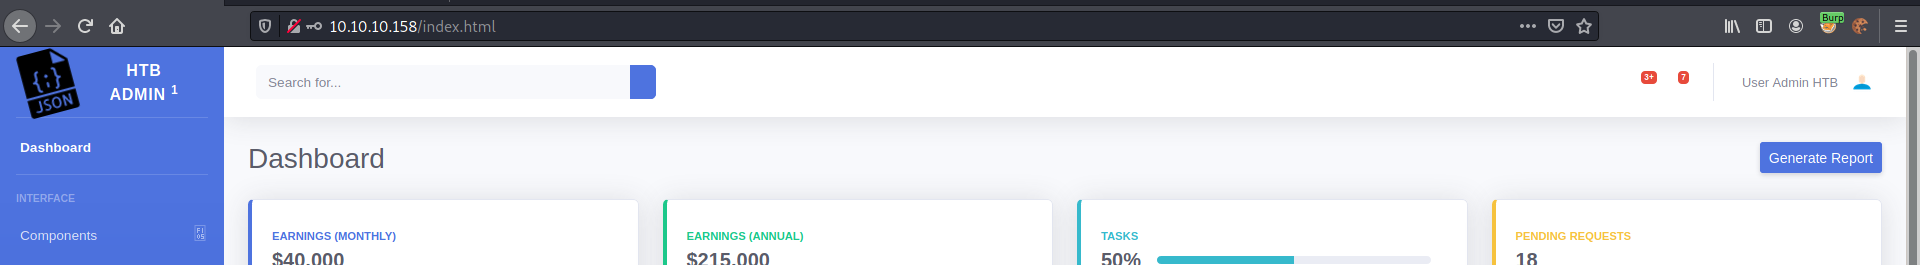 Burp
10.10.10.158/index.html
{;}
JSON
HTB
ADMIN 1
Search for...
3+
7
User Admin HTB
Dashboard
Dashboard
Generate Report
INTERFACE
Components
EARNINGS (MONTHLY)
$40,000
EARNINGS (ANNUAL)
$215,000
TASKS
50%
PENDING REQUESTS
18